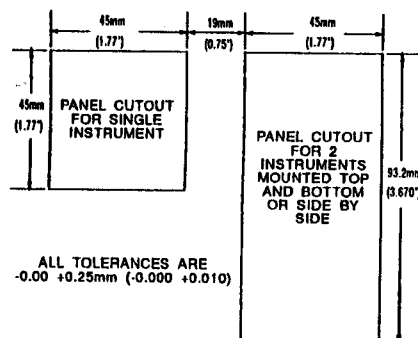 45mm
(1.77")
19mm
(0.75")
45mm
(1.77")
45mm
(1.77")
PANEL CUTOUT
FOR SINGLE
INSTRUMENT
PANEL CUTOUT
FOR 2
INSTRUMENTS
MOUNTED TOP
AND BOTTOM
OR SIDE BY
SIDE
93.2mm
(3.670")
ALL TOLERANCES ARE
-0.00 +0.25mm (-0.000 +0.010)